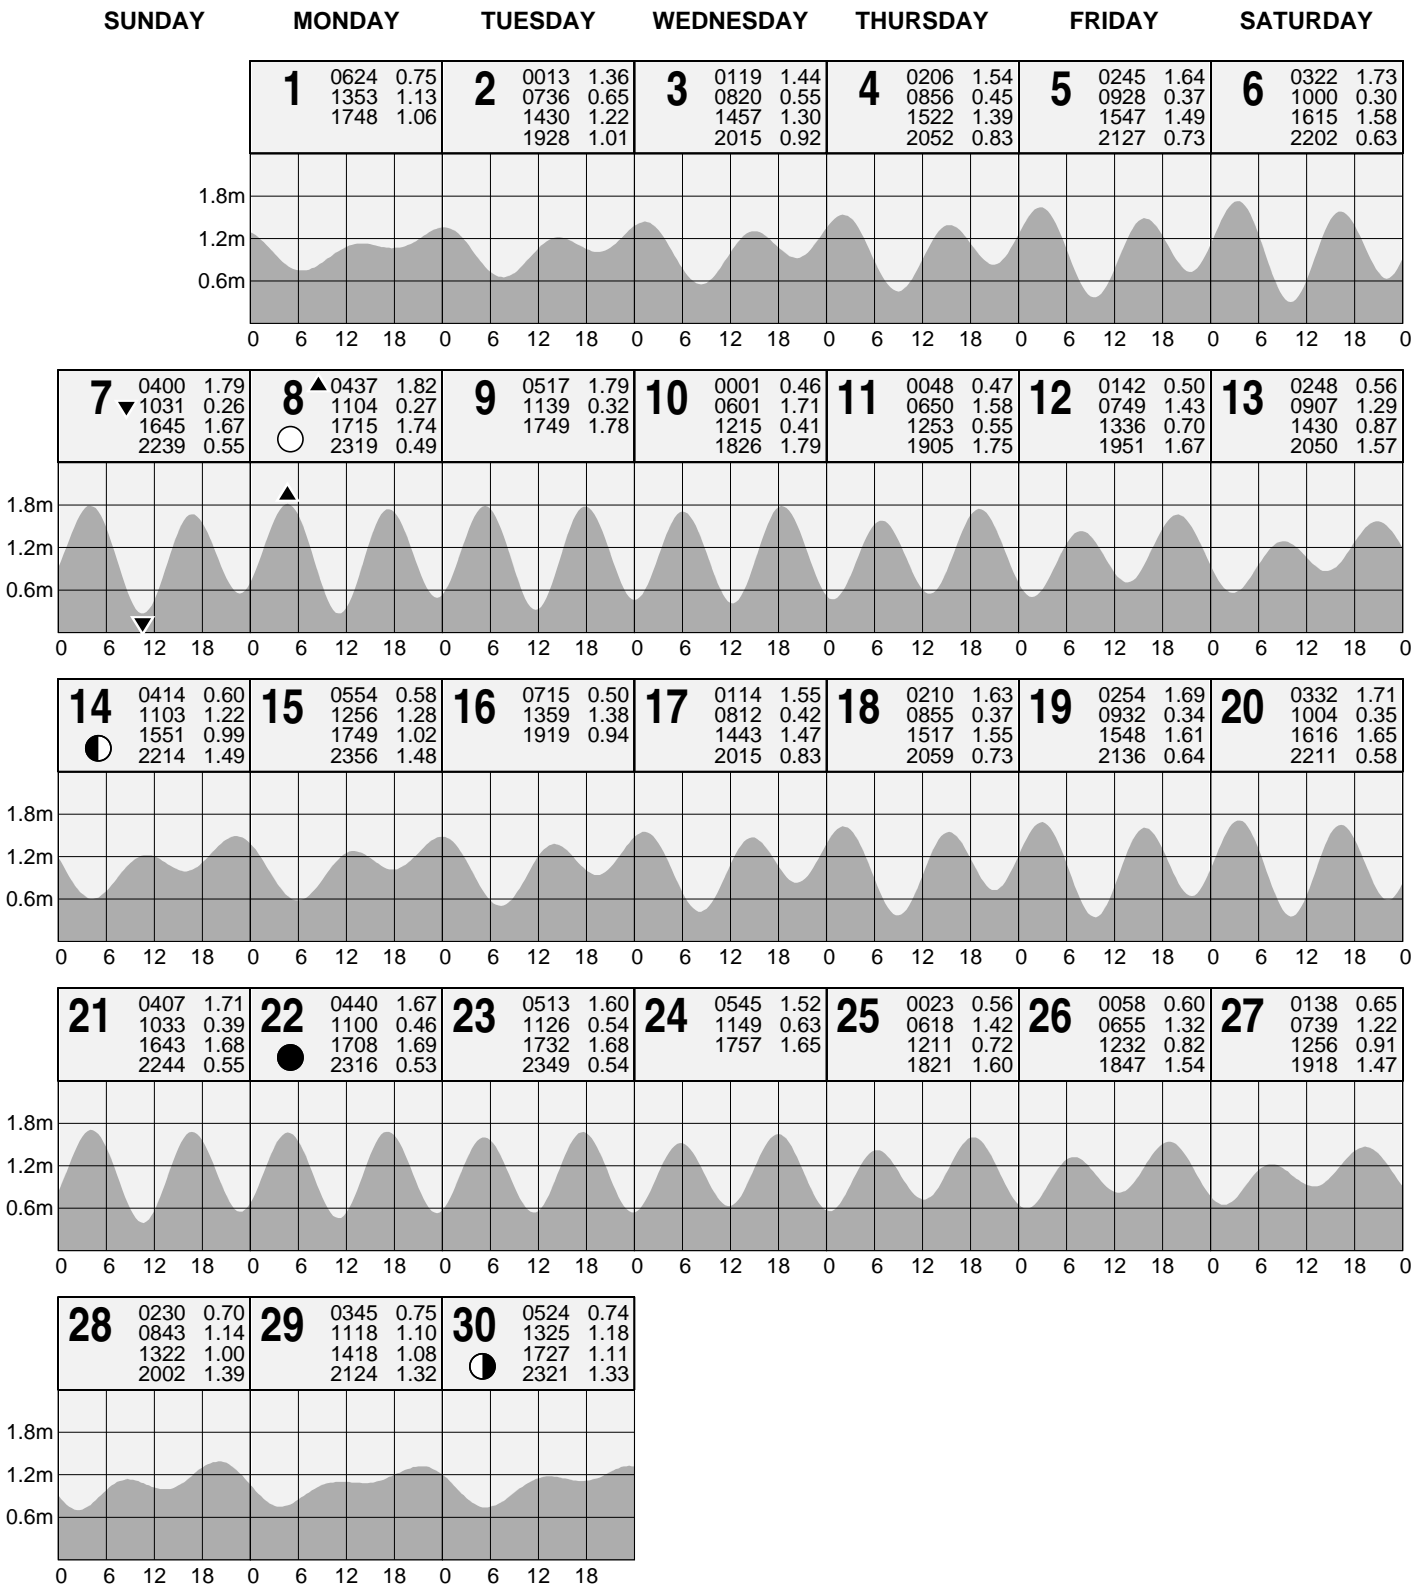 SUNDAY MONDAY TUESDAY WEDNESDAY THURSDAY FRIDAY SATURDAY
1 0624 0.75 2 0013 1.36 3 0119 1.44 4 0206 1.54 5 0245 1.64 6 0322 1.73
1353 1.13 0736 0.65 0820 0.55 0856 0.45 0928 0.37 1000 0.30
1748 1.06 1430 1.22 1457 1.30 1522 1.39 1547 1.49 1615 1.58
1928 1.01 2015 0.92 2052 0.83 2127 0.73 2202 0.63
1.8m
1.2m
0.6m
0 6 12 18 0 6 12 18 0 6 12 18 0 6 12 18 0 6 12 18 0 6 12 18 0
7 0400 1.79 8 0437 1.82 9 0517 1.79 10 0001 0.46 11 0048 0.47 12 0142 0.50 13 0248 0.56
1031 0.26 1104 0.27 1139 0.32 0601 1.71 0650 1.58 0749 1.43 0907 1.29
1645 1.67 1715 1.74 1749 1.78 1215 0.41 1253 0.55 1336 0.70 1430 0.87
2239 0.55 2319 0.49 1826 1.79 1905 1.75 1951 1.67 2050 1.57
1.8m
1.2m
0.6m
0 6 12 18 0 6 12 18 0 6 12 18 0 6 12 18 0 6 12 18 0 6 12 18 0 6 12 18 0
14 0414 0.60 15 0554 0.58 16 0715 0.50 17 0114 1.55 18 0210 1.63 19 0254 1.69 20 0332 1.71
1103 1.22 1256 1.28 1359 1.38 0812 0.42 0855 0.37 0932 0.34 1004 0.35
1551 0.99 1749 1.02 1919 0.94 1443 1.47 1517 1.55 1548 1.61 1616 1.65
2214 1.49 2356 1.48 2015 0.83 2059 0.73 2136 0.64 2211 0.58
1.8m
1.2m
0.6m
0 6 12 18 0 6 12 18 0 6 12 18 0 6 12 18 0 6 12 18 0 6 12 18 0 6 12 18 0
21 0407 1.71 22 0440 1.67 23 0513 1.60 24 0545 1.52 25 0023 0.56 26 0058 0.60 27 0138 0.65
1033 0.39 1100 0.46 1126 0.54 1149 0.63 0618 1.42 0655 1.32 0739 1.22
1643 1.68 1708 1.69 1732 1.68 1757 1.65 1211 0.72 1232 0.82 1256 0.91
2244 0.55 2316 0.53 2349 0.54 1821 1.60 1847 1.54 1918 1.47
1.8m
1.2m
0.6m
0 6 12 18 0 6 12 18 0 6 12 18 0 6 12 18 0 6 12 18 0 6 12 18 0 6 12 18 0
28 0230 0.70 29 0345 0.75 30 0524 0.74
0843 1.14 1118 1.10 1325 1.18
1322 1.00 1418 1.08 1727 1.11
2002 1.39 2124 1.32 2321 1.33
1.8m
1.2m
0.6m
0 6 12 18 0 6 12 18 0 6 12 18